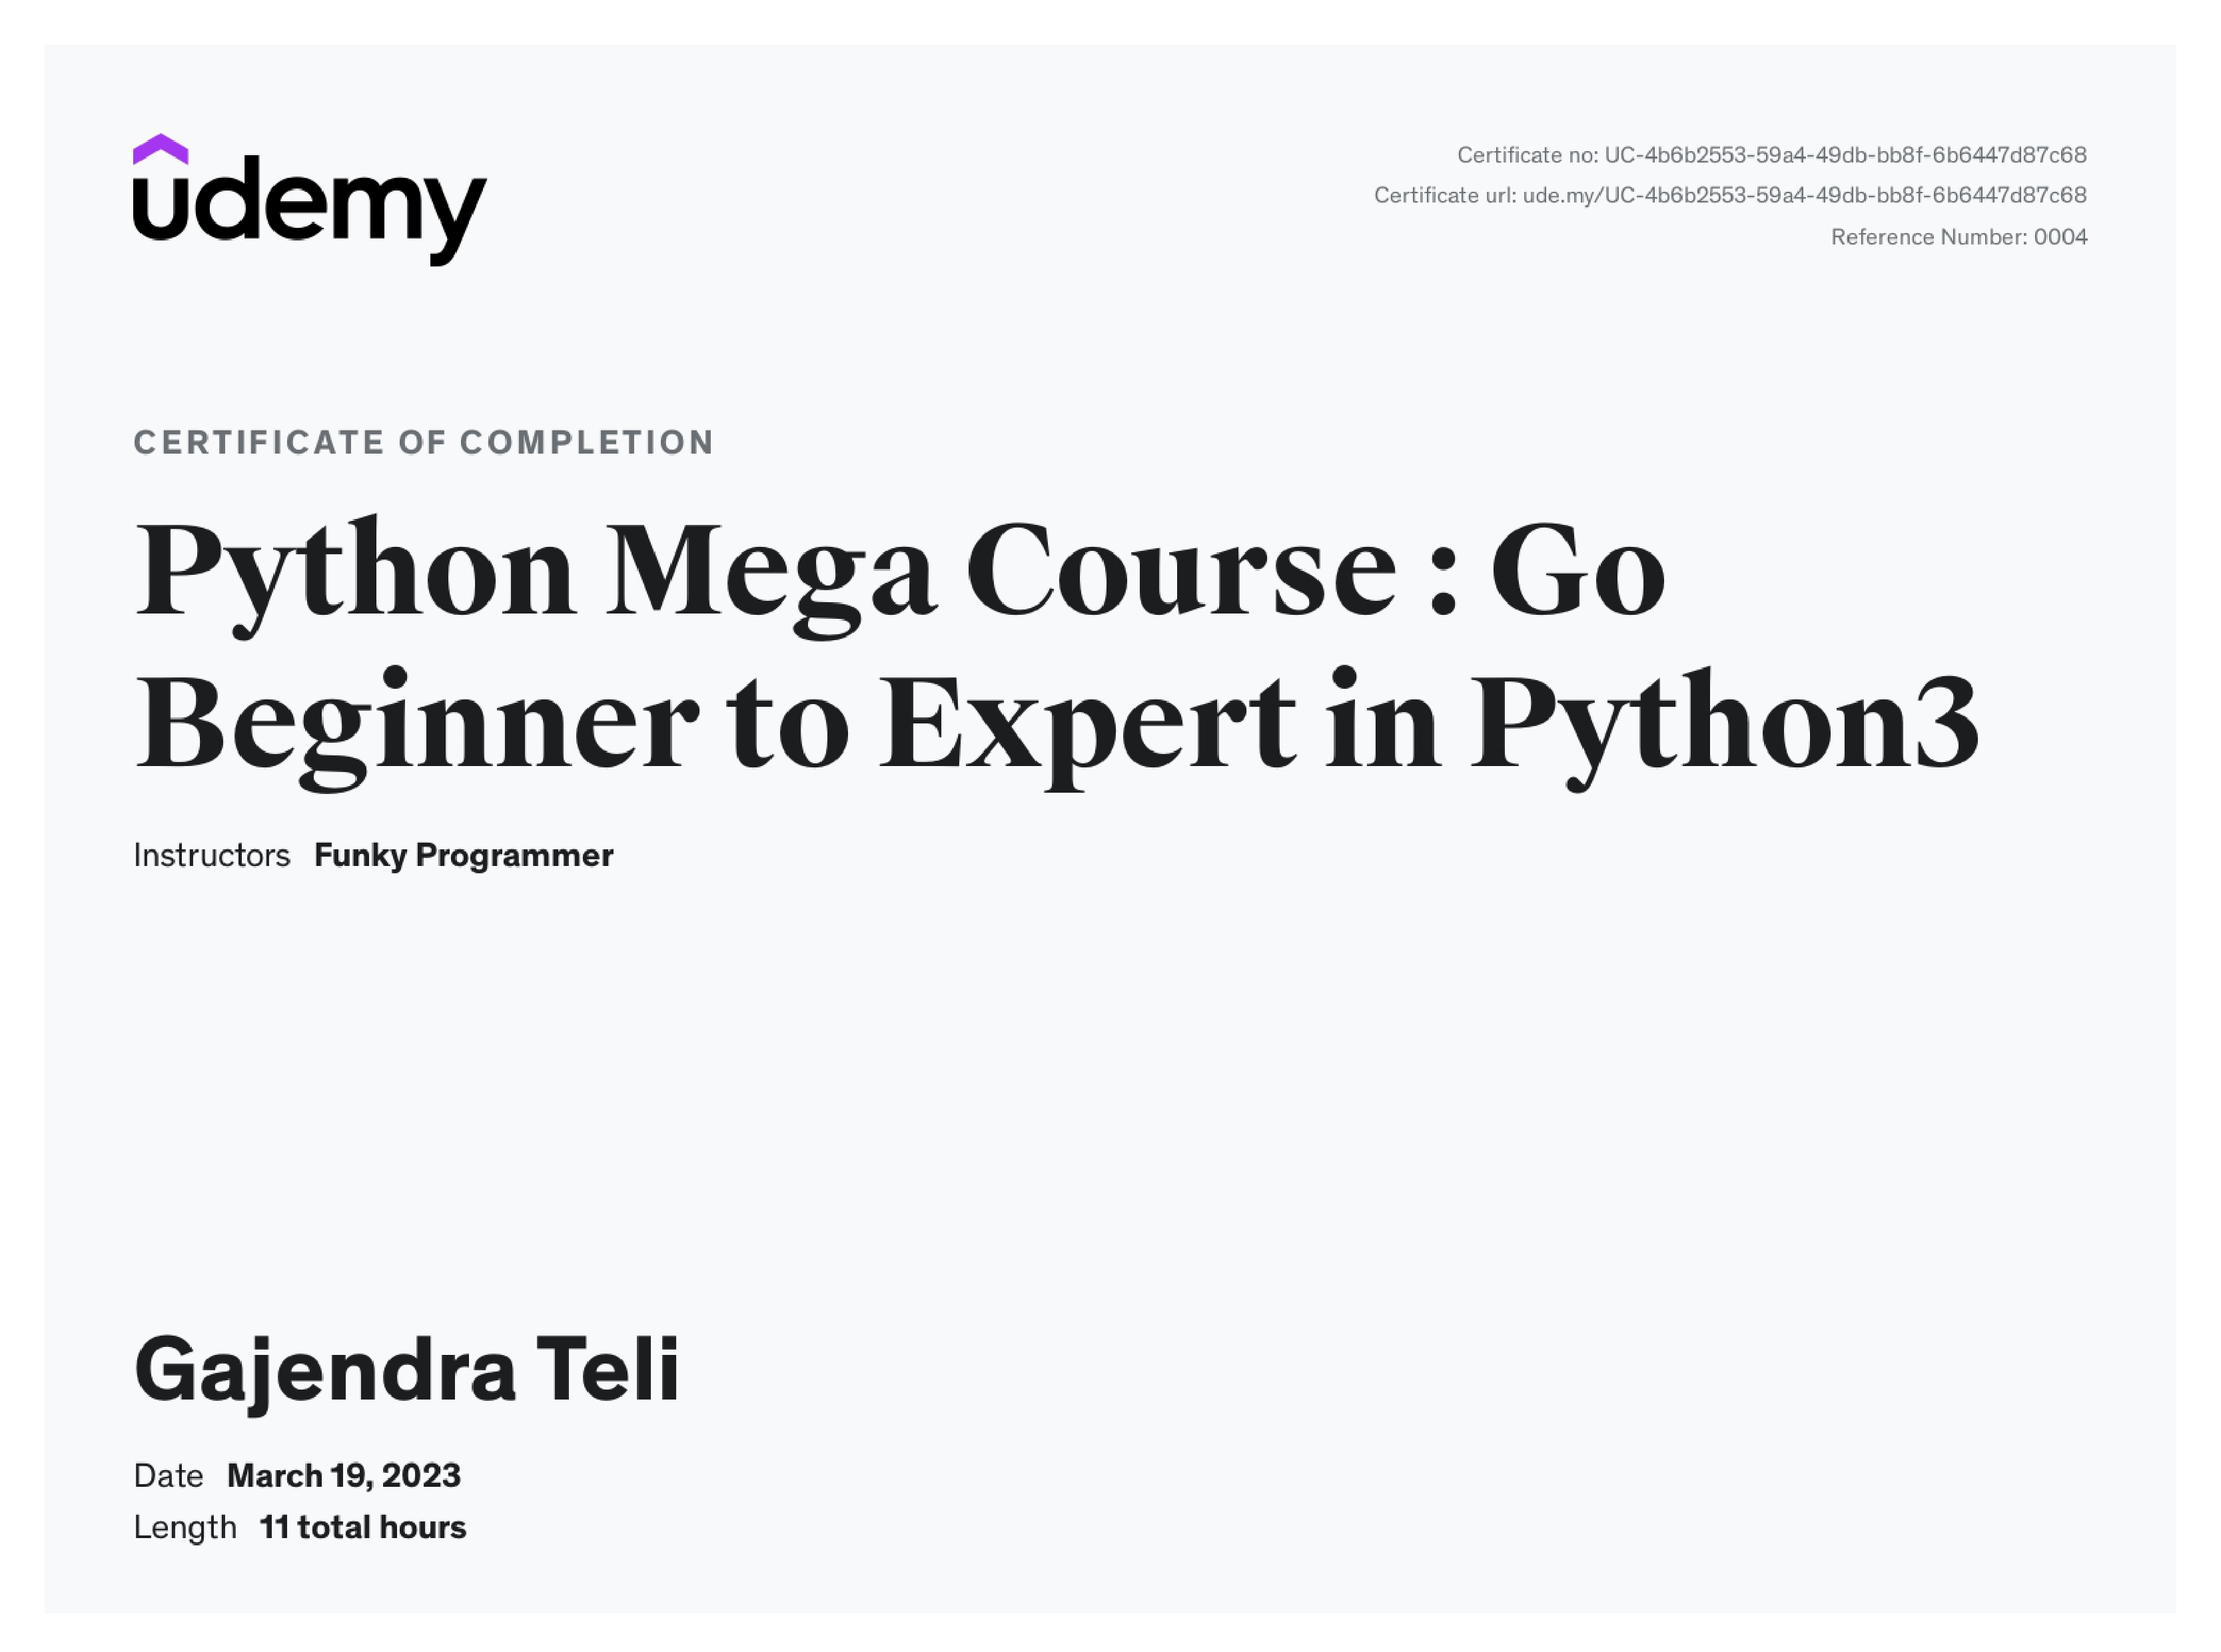 udemy
Certificate no: UC-4b6b2553-59a4-49db-bb8f-6b6447d87c68
Certificate url: ude.my/UC-4b6b2553-59a4-49db-bb8f-6b6447d87c68
Reference Number: 0004
CERTIFICATE OF COMPLETION
Python Mega Course : Go
Beginner to Expert in Python3
Instructors Funky Programmer
Gajendra Teli
Date March 19, 2023
Length 11 total hours